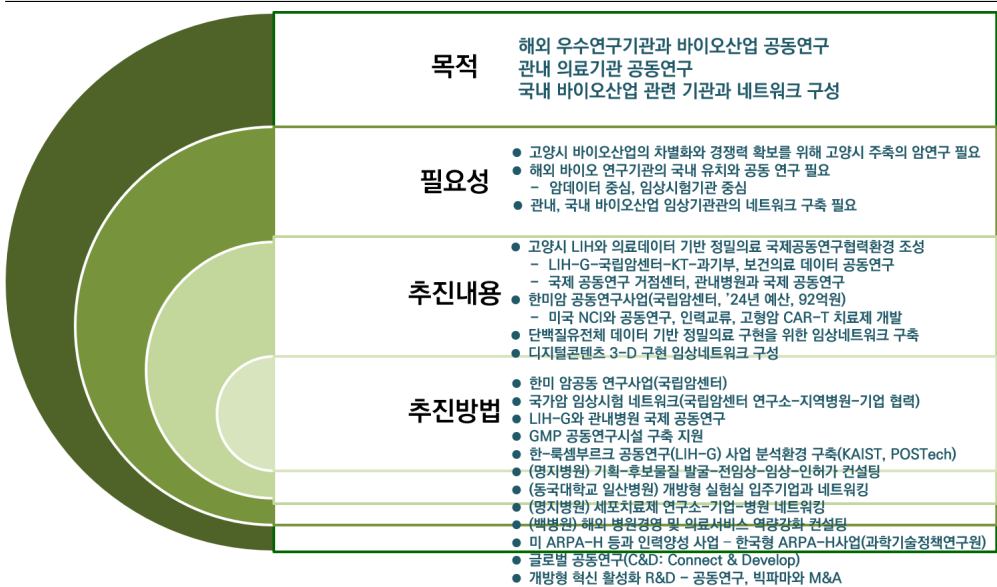 목적
해외 우수연구기관과 바이오산업 공동연구
관내 의료기관 공동연구
국내 바이오산업 관련 기관과 네트워크 구성
필요성
● 고양시 바이오산업의 차별화와 경쟁력 확보를 위해 고양시 주축의 암연구 필요
● 해외 바이오 연구기관의 국내 유치와 공동 연구 필요
- 암데이터 중심, 임상시험기관 중심
● 관내, 국내 바이오산업 임상기관관의 네트워크 구축 필요
추진내용
● 고양시 LIH와 의료데이터 기반 정밀의료 국제공동연구협력환경 조성
- LIH-G-국립암센터-KT-과기부, 보건의료 데이터 공동연구
- 국제 공동연구 거점센터, 관내병원과 국제 공동연구
● 한미암 공동연구사업(국립암센터, '24년 예산, 92억원)
- 미국 NCI와 공동연구, 인력교류, 고형암 CAR-T 치료제 개발
● 단백질유전체 데이터 기반 정밀의료 구현을 위한 임상네트워크 구축
● 디지털콘텐츠 3-D 구현 임상네트워크 구성
추진방법
● 한미 암공동 연구사업(국립암센터)
● 국가암 임상시험 네트워크(국립암센터 연구소-지역병원-기업 협력)
● LIH-G와 관내병원 국제 공동연구
● GMP 공동연구시설 구축 지원
● 한-룩셈부르크 공동연구(LIH-G) 사업 분석환경 구축(KAIST, POSTech)
● (명지병원) 기획-후보물질 발굴-전임상-임상-인허가 컨설팅
● (동국대학교 일산병원) 개방형 실험실 입주기업과 네트워킹
● (명지병원) 세포치료제 연구소-기업-병원 네트워킹
● (백병원) 해외 병원경영 및 의료서비스 역량강화 컨설팅
● 미 ARPA-H 등과 인력양성 사업 - 한국형 ARPA-H사업(과학기술정책연구원)
● 글로벌 공동연구(C&D: Connect & Develop)
● 개방형 혁신 활성화 R&D - 공동연구, 빅파마와 M&A